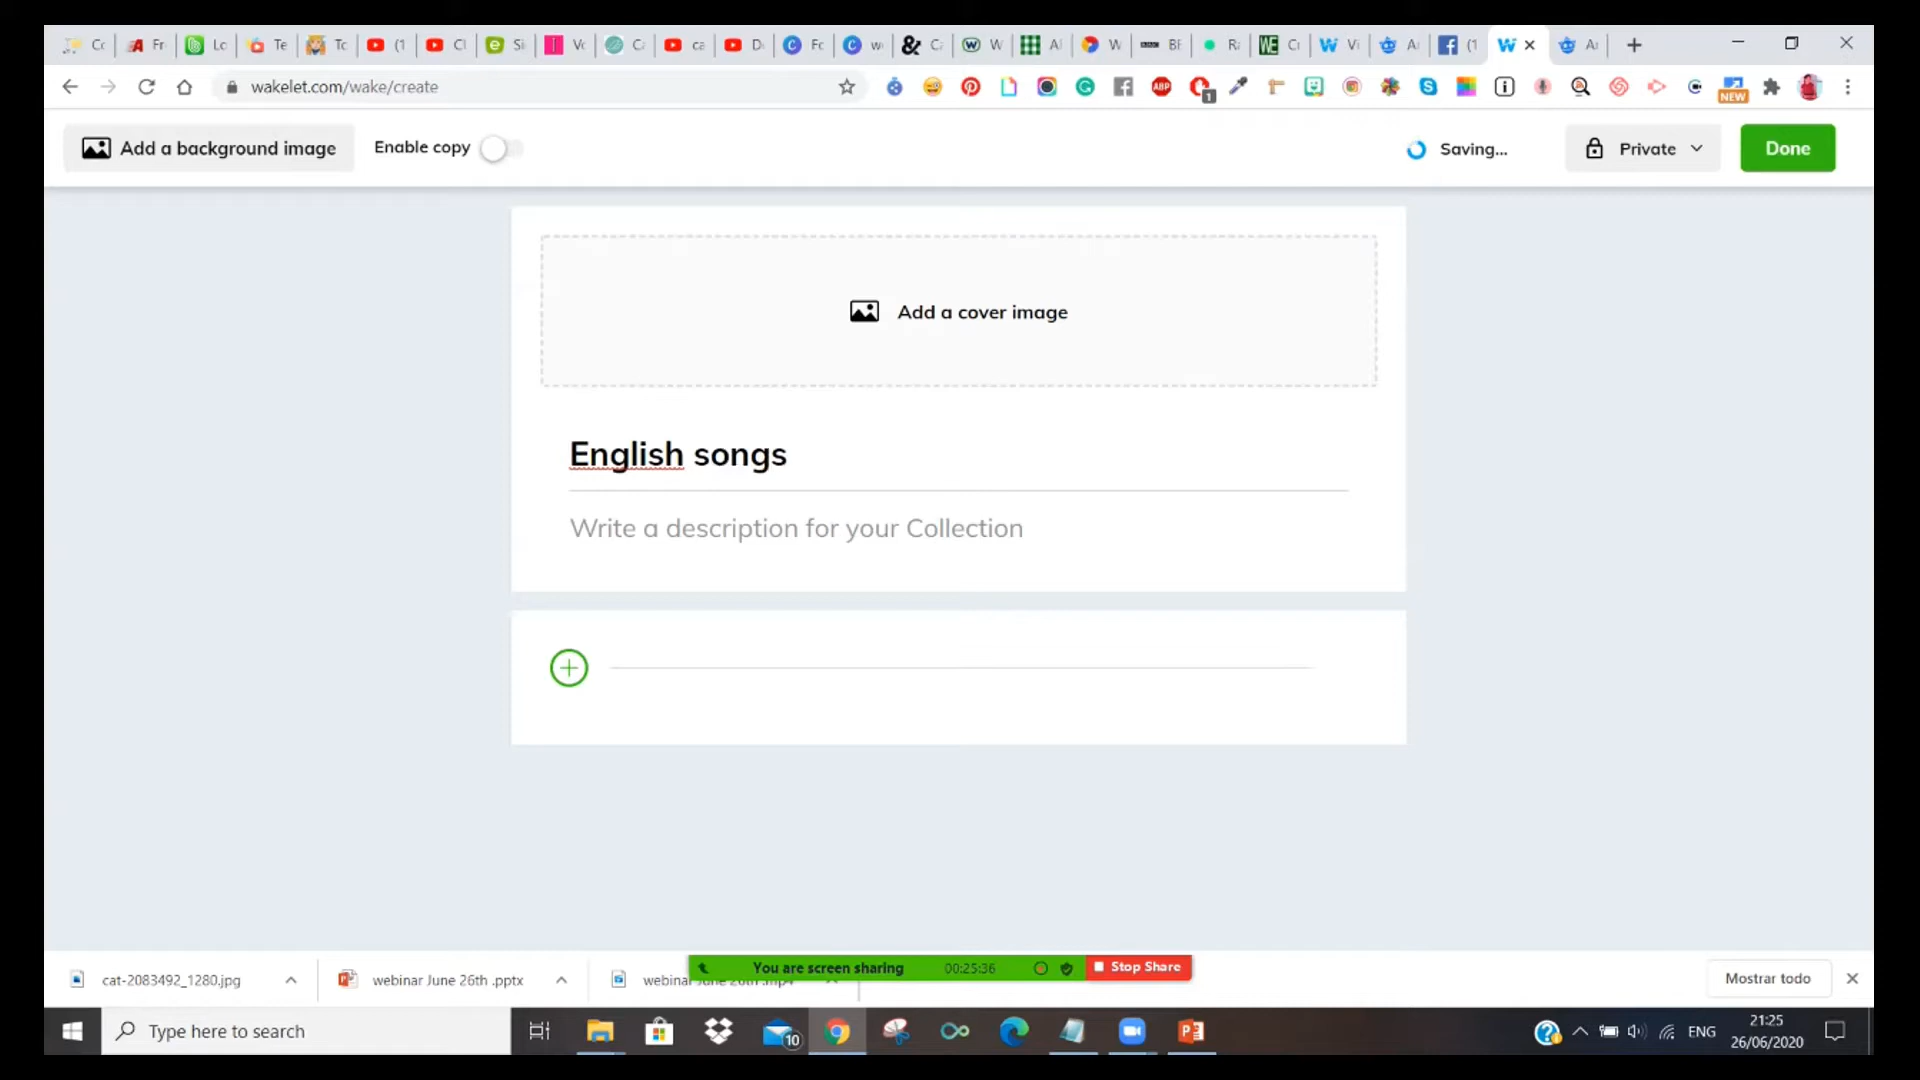 wakelet.com/wake/create
NEW
Add a background image
Enable copy
Saving...
Private
Done
Add a cover image
English songs
Write a description for your Collection
cat-2083492_1280.jpg
webinar June 26th .pptx
You are screen sharing
00:25:36
Stop Share
Mostrar todo
Type here to search
10
ENG
21:25
26/06/2020